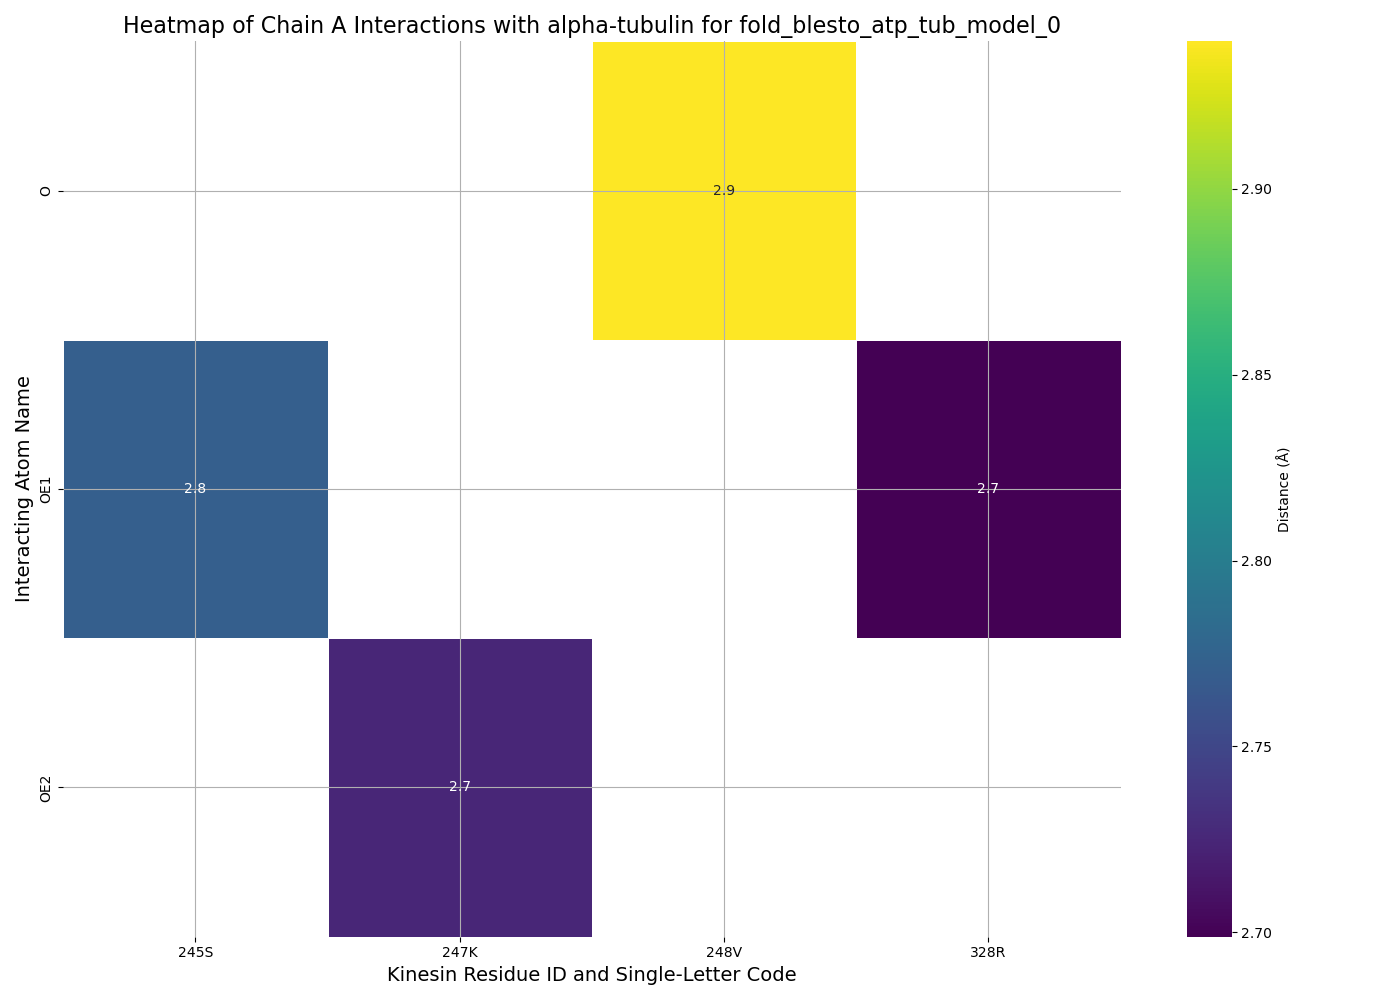 Heatmap of Chain A Interactions with alpha-tubulin for fold_blesto_atp_tub_model_0
Interacting Atom Name
O
OE1
OE2
2.9
2.8
2.7
2.7
245S
247K
248V
328R
Kinesin Residue ID and Single-Letter Code
2.90
2.85
2.80
2.75
2.70
Distance (Å)